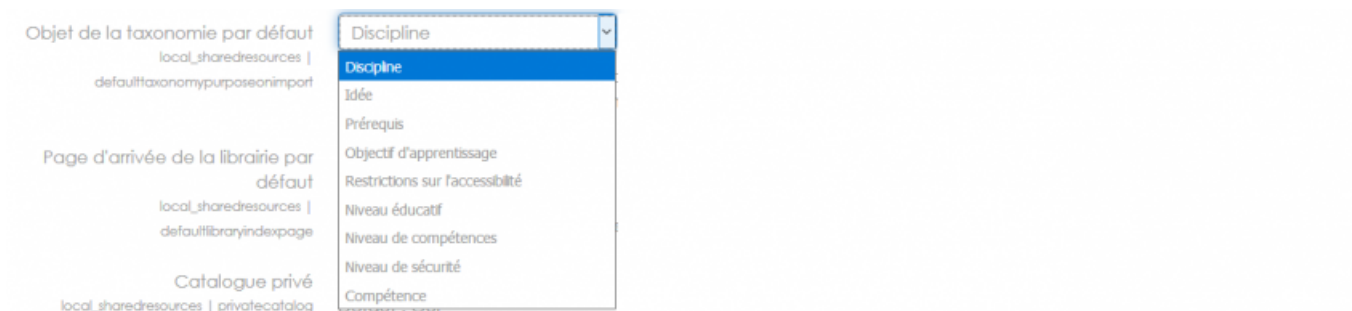 Objet de la taxonomie par défaut
local_sharedresources |
defaulttaxonomypurposeonimport
Discipline
Discipline
Idée
Prérequis
Objectif d'apprentissage
Restrictions sur l'accessibilité
Niveau éducatif
Niveau de compétences
Niveau de sécurité
Compétence
Page d'arrivée de la librairie par
défaut
local_sharedresources |
defaultlibraryindexpage
Catalogue privé
local_sharedresources | privatecatalog